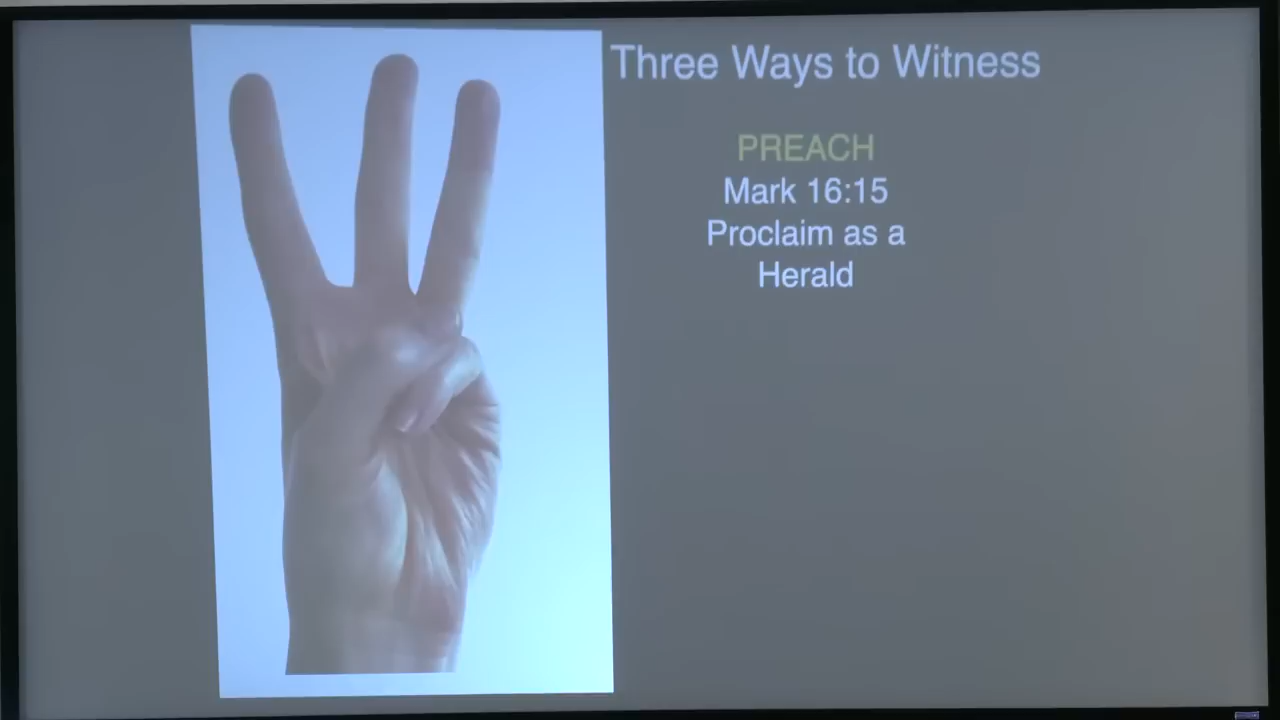 Three Ways to Witness
PREACH
Mark 16:15
Proclaim as a
Herald